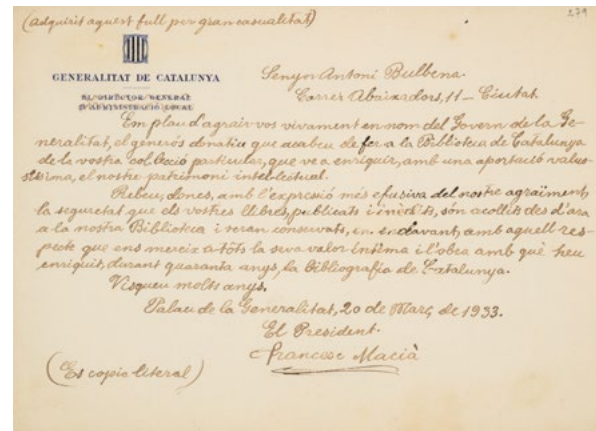 (adquirit aquest full per gran casualitat)
279
GENERALITAT DE CATALUNYA
EL DIRECTOR GENERAL
D'ADMINISTRACIÓ LOCAL
Senyor Antoni Bulbena.
Carrer Abaixadors, 11 – Ciutat.
Em plau d'agrair-vos vivament en nom del Govern de la Ge-
neralitat, el generós donatiu que acabeu de fer a la Biblioteca de Catalunya
de la vostra col·lecció particular, que ve a enriquir, amb una aportació valuo-
síssima, el nostre patrimoni intelectual.
Rebeu, doncs, amb l'expressió més efusiva del nostre agraïment,
la seguretat que els vostres llibres, publicats i inèdits, són acollits des d'ara
a la nostra Biblioteca i seran conservats, en endavant, amb aquell res-
pecte que ens mereix a tots la seva valor íntima i l'obra amb què heu
enriquit, durant quaranta anys, la Bibliografia de Catalunya.
Visqueu molts anys.
Palau de la Generalitat, 20 de Març de 1933.
El President.
Francesc Macià
(Es copia literal)